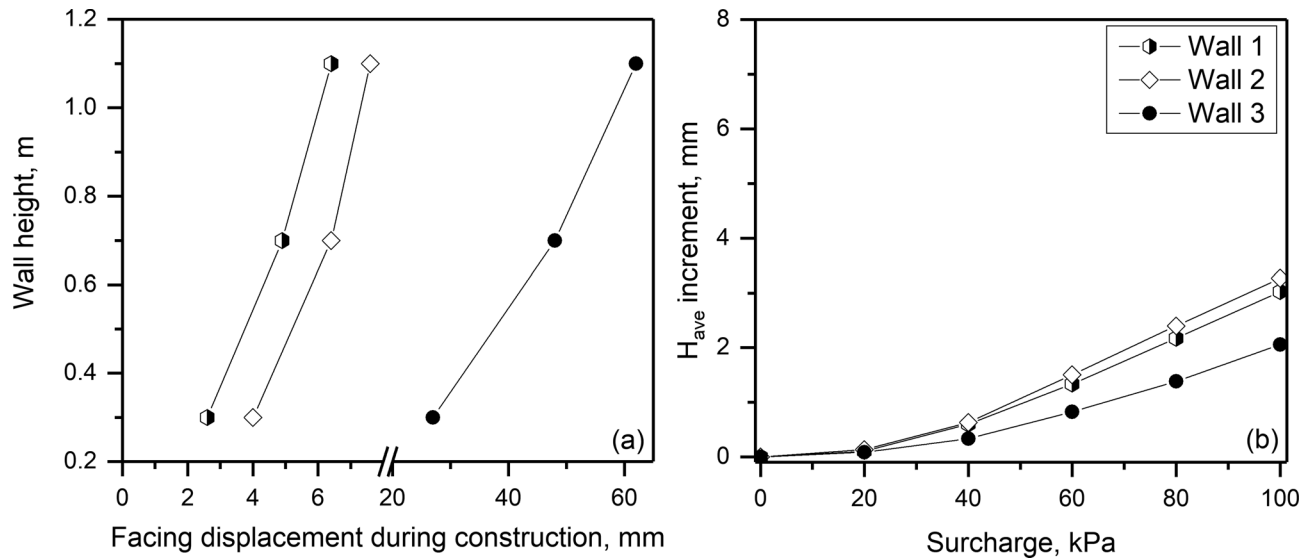 1.2
1.0
0.8
0.6
0.4
0.2
Wall height, m
0 2 4 6 20 40 60
Facing displacement during construction, mm
(a)
8
6
4
2
0
H_ave increment, mm
Wall 1
Wall 2
Wall 3
(b)
0 20 40 60 80 100
Surcharge, kPa